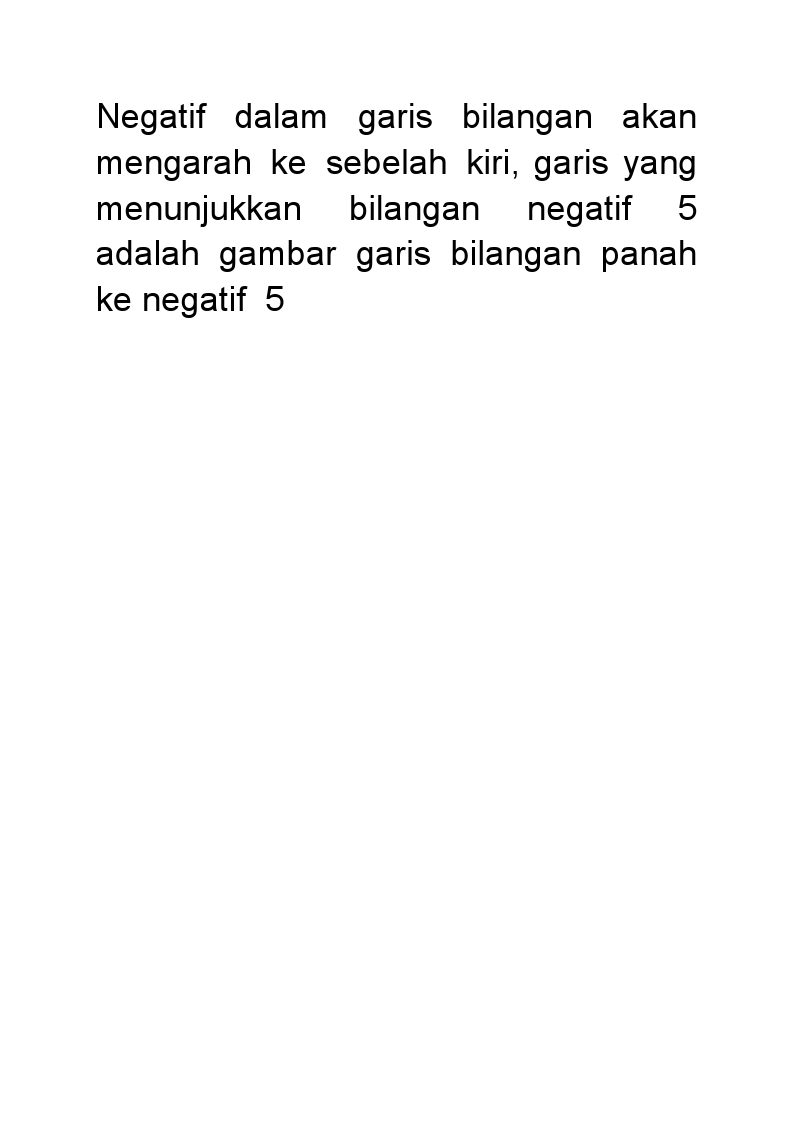 Negatif dalam garis bilangan akan
mengarah ke sebelah kiri, garis yang
menunjukkan bilangan negatif 5
adalah gambar garis bilangan panah
ke negatif 5